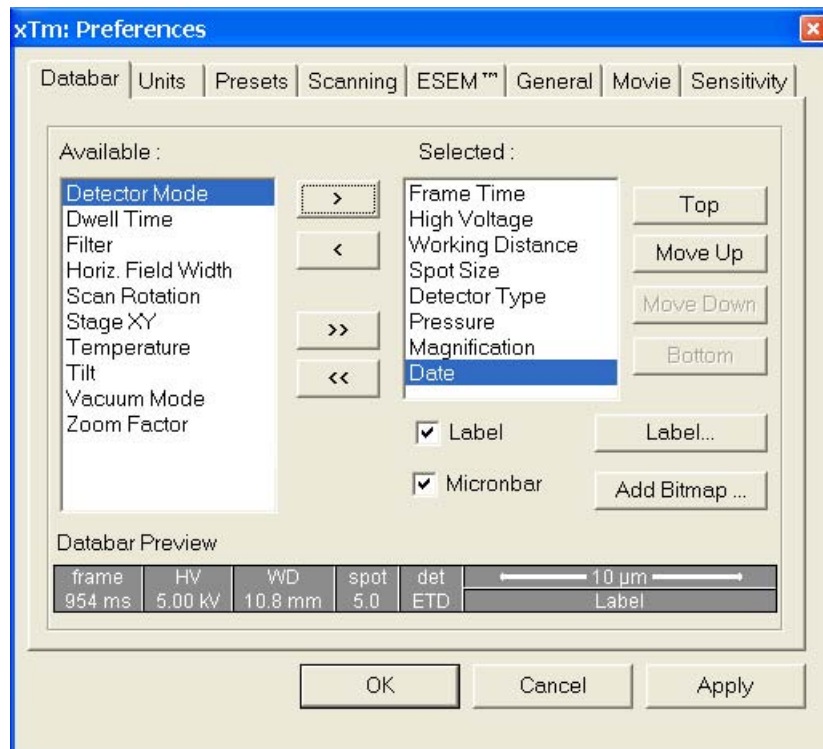 xTm: Preferences
Databar Units Presets Scanning ESEM™ General Movie Sensitivity
Available :
Detector Mode
Dwell Time
Filter
Horiz. Field Width
Scan Rotation
Stage XY
Temperature
Tilt
Vacuum Mode
Zoom Factor
>
<
>>
<<
Selected :
Frame Time
High Voltage
Working Distance
Spot Size
Detector Type
Pressure
Magnification
Date
Top
Move Up
Move Down
Bottom
Label
Label...
Micronbar
Add Bitmap ...
Databar Preview
frame HV WD spot det 10 µm
954 ms 5.00 kV 10.8 mm 5.0 ETD Label
OK Cancel Apply